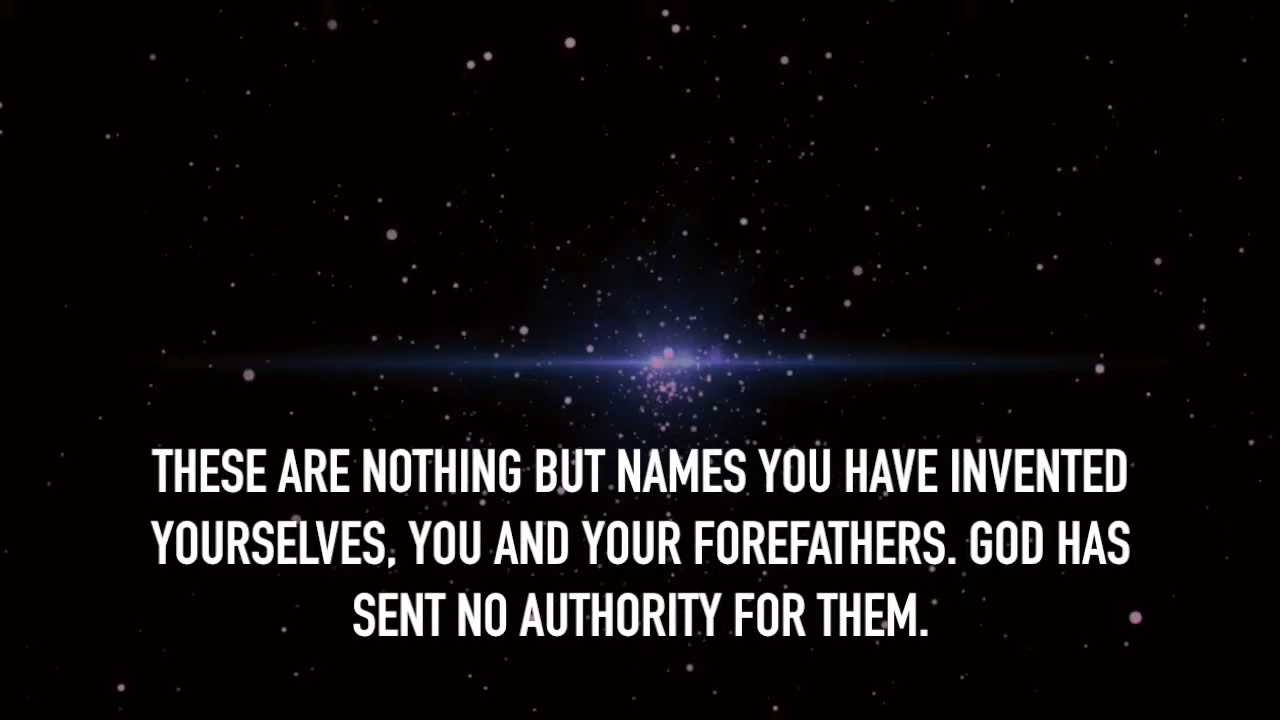 THESE ARE NOTHING BUT NAMES YOU HAVE INVENTED
YOURSELVES, YOU AND YOUR FOREFATHERS. GOD HAS
SENT NO AUTHORITY FOR THEM.